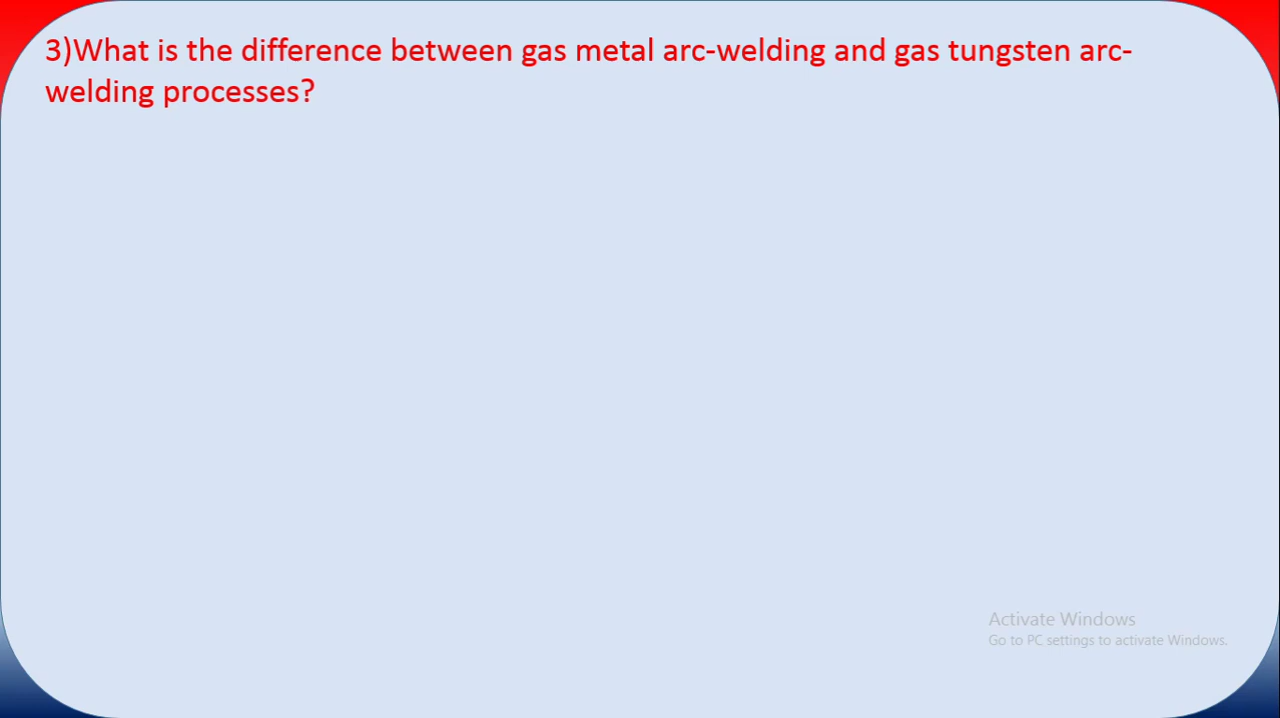 3)What is the difference between gas metal arc-welding and gas tungsten arc-
welding processes?
Activate Windows
Go to PC settings to activate Windows.